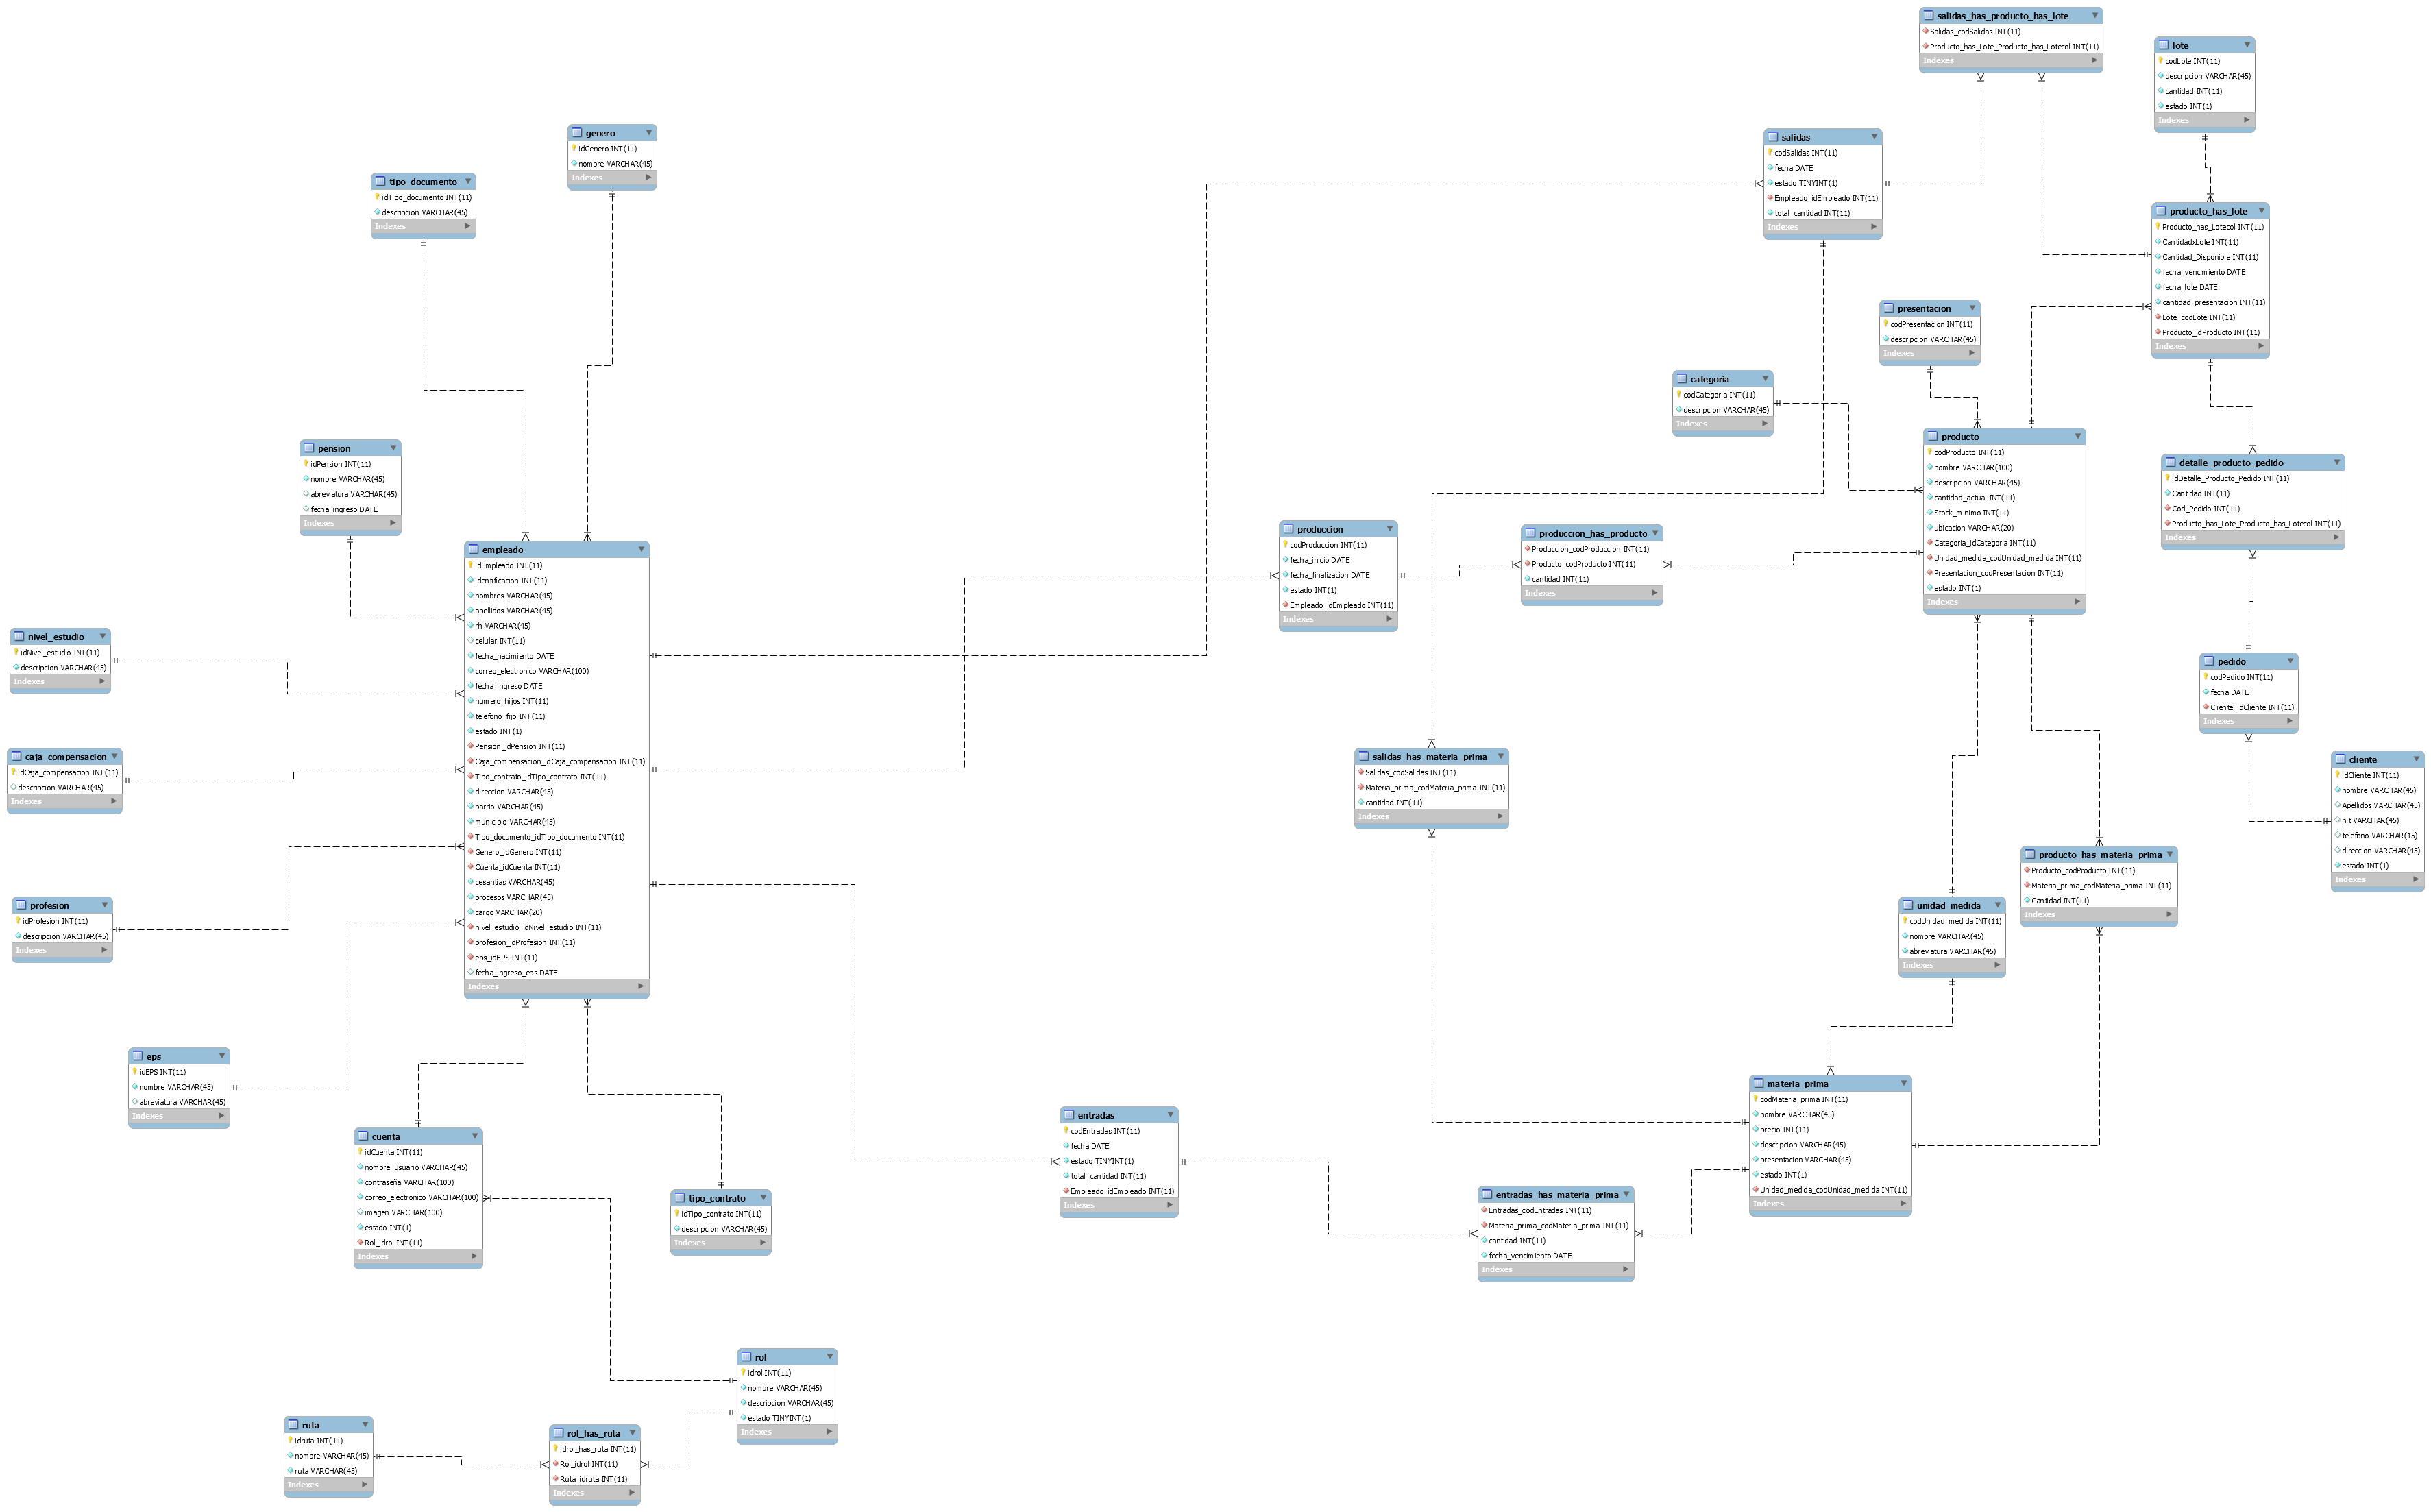 salidas_has_producto_has_lote
Salidas_codSalidas INT(11)
Producto_has_Lote_Producto_has_Lotecol INT(11)
Indexes
lote
codLote INT(11)
descripcion VARCHAR(45)
cantidad INT(11)
estado INT(1)
Indexes
genero
idGenero INT(11)
nombre VARCHAR(45)
Indexes
salidas
codSalidas INT(11)
fecha DATE
estado TINYINT(1)
Empleado_idEmpleado INT(11)
total_cantidad INT(11)
Indexes
tipo_documento
idTipo_documento INT(11)
descripcion VARCHAR(45)
Indexes
producto_has_lote
Producto_has_Lotecol INT(11)
CantidadxLote INT(11)
Cantidad_Disponible INT(11)
fecha_vencimiento DATE
fecha_lote DATE
cantidad_presentacion INT(11)
Lote_codLote INT(11)
Producto_idProducto INT(11)
Indexes
presentacion
codPresentacion INT(11)
descripcion VARCHAR(45)
Indexes
categoria
codCategoria INT(11)
descripcion VARCHAR(45)
Indexes
producto
codProducto INT(11)
nombre VARCHAR(100)
descripcion VARCHAR(45)
cantidad_actual INT(11)
Stock_minimo INT(11)
ubicacion VARCHAR(20)
Categoria_idCategoria INT(11)
Unidad_medida_codUnidad_medida INT(11)
Presentacion_codPresentacion INT(11)
estado INT(1)
Indexes
pension
idPension INT(11)
nombre VARCHAR(45)
abreviatura VARCHAR(45)
fecha_ingreso DATE
Indexes
detalle_producto_pedido
idDetalle_Producto_Pedido INT(11)
Cantidad INT(11)
Cod_Pedido INT(11)
Producto_has_Lote_Producto_has_Lotecol INT(11)
Indexes
produccion
codProduccion INT(11)
fecha_inicio DATE
fecha_finalizacion DATE
estado INT(1)
Empleado_idEmpleado INT(11)
Indexes
produccion_has_producto
Produccion_codProduccion INT(11)
Producto_codProducto INT(11)
cantidad INT(11)
Indexes
empleado
idEmpleado INT(11)
identificacion INT(11)
nombres VARCHAR(45)
apellidos VARCHAR(45)
rh VARCHAR(45)
celular INT(11)
fecha_nacimiento DATE
correo_electronico VARCHAR(100)
fecha_ingreso DATE
numero_hijos INT(11)
telefono_fijo INT(11)
estado INT(1)
Pension_idPension INT(11)
Caja_compensacion_idCaja_compensacion INT(11)
Tipo_contrato_idTipo_contrato INT(11)
direccion VARCHAR(45)
barrio VARCHAR(45)
municipio VARCHAR(45)
Tipo_documento_idTipo_documento INT(11)
Genero_idGenero INT(11)
Cuenta_idCuenta INT(11)
cesantias VARCHAR(45)
procesos VARCHAR(45)
cargo VARCHAR(20)
nivel_estudio_idNivel_estudio INT(11)
profesion_idProfesion INT(11)
eps_idEPS INT(11)
fecha_ingreso_eps DATE
Indexes
nivel_estudio
idNivel_estudio INT(11)
descripcion VARCHAR(45)
Indexes
pedido
codPedido INT(11)
fecha DATE
Cliente_idCliente INT(11)
Indexes
caja_compensacion
idCaja_compensacion INT(11)
descripcion VARCHAR(45)
Indexes
salidas_has_materia_prima
Salidas_codSalidas INT(11)
Materia_prima_codMateria_prima INT(11)
cantidad INT(11)
Indexes
cliente
idCliente INT(11)
nombre VARCHAR(45)
Apellidos VARCHAR(45)
nit VARCHAR(45)
telefono VARCHAR(15)
direccion VARCHAR(45)
estado INT(1)
Indexes
producto_has_materia_prima
Producto_codProducto INT(11)
Materia_prima_codMateria_prima INT(11)
Cantidad INT(11)
Indexes
profesion
idProfesion INT(11)
descripcion VARCHAR(45)
Indexes
unidad_medida
codUnidad_medida INT(11)
nombre VARCHAR(45)
abreviatura VARCHAR(45)
Indexes
eps
idEPS INT(11)
nombre VARCHAR(45)
abreviatura VARCHAR(45)
Indexes
materia_prima
codMateria_prima INT(11)
nombre VARCHAR(45)
precio INT(11)
descripcion VARCHAR(45)
presentacion VARCHAR(45)
estado INT(1)
Unidad_medida_codUnidad_medida INT(11)
Indexes
entradas
codEntradas INT(11)
fecha DATE
estado TINYINT(1)
total_cantidad INT(11)
Empleado_idEmpleado INT(11)
Indexes
cuenta
idCuenta INT(11)
nombre_usuario VARCHAR(45)
contraseña VARCHAR(100)
correo_electronico VARCHAR(100)
imagen VARCHAR(100)
estado INT(1)
Rol_idrol INT(11)
Indexes
tipo_contrato
idTipo_contrato INT(11)
descripcion VARCHAR(45)
Indexes
entradas_has_materia_prima
Entradas_codEntradas INT(11)
Materia_prima_codMateria_prima INT(11)
cantidad INT(11)
fecha_vencimiento DATE
Indexes
rol
idrol INT(11)
nombre VARCHAR(45)
descripcion VARCHAR(45)
estado TINYINT(1)
Indexes
ruta
idruta INT(11)
nombre VARCHAR(45)
ruta VARCHAR(45)
Indexes
rol_has_ruta
idrol_has_ruta INT(11)
Rol_idrol INT(11)
Ruta_idruta INT(11)
Indexes